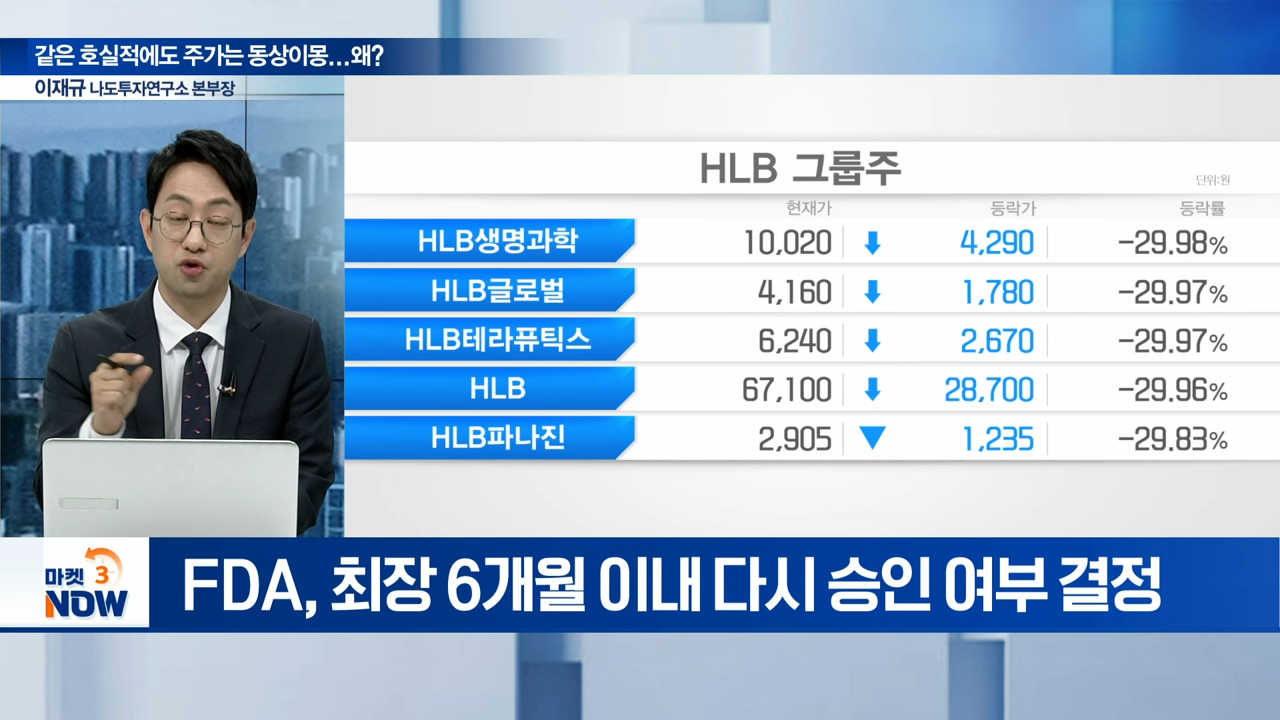 같은 호실적에도 주가는 동상이몽...왜?
이재규 나도투자연구소 본부장
HLB 그룹주
단위:원
현재가 등락가 등락률
HLB생명과학 10,020 ⬇ 4,290 -29.98%
HLB글로벌 4,160 ⬇ 1,780 -29.97%
HLB테라퓨틱스 6,240 ⬇ 2,670 -29.97%
HLB 67,100 ⬇ 28,700 -29.96%
HLB파나진 2,905 ▼ 1,235 -29.83%
마켓 3
NOW
FDA, 최장 6개월 이내 다시 승인 여부 결정